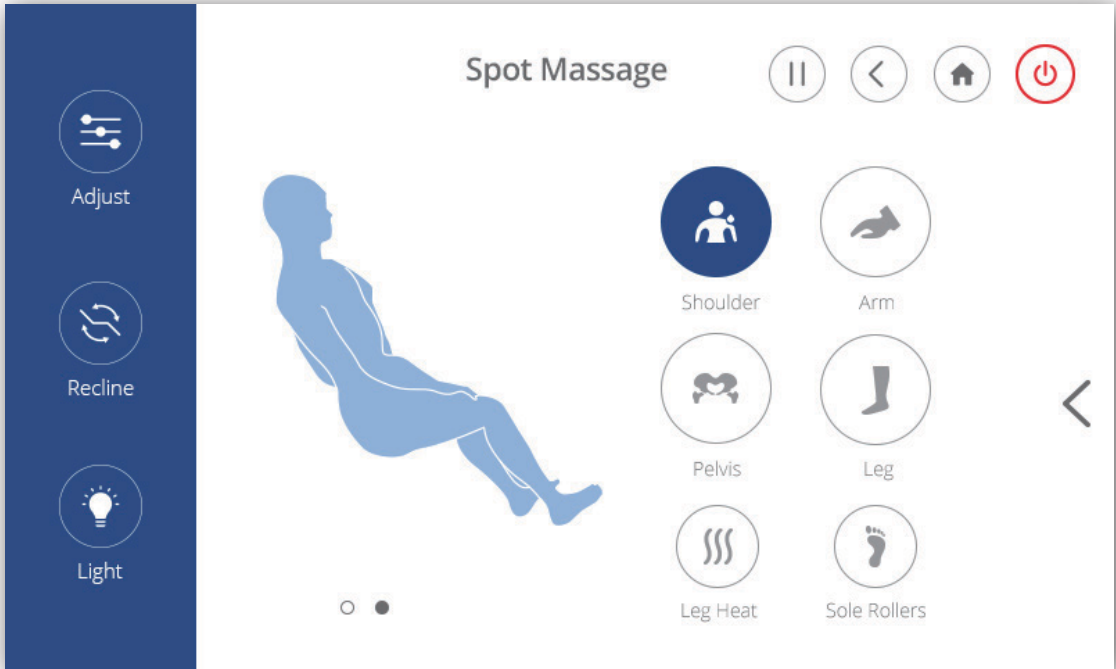 Spot Massage
Adjust
Recline
Light
Shoulder
Arm
Pelvis
Leg
Leg Heat
Sole Rollers